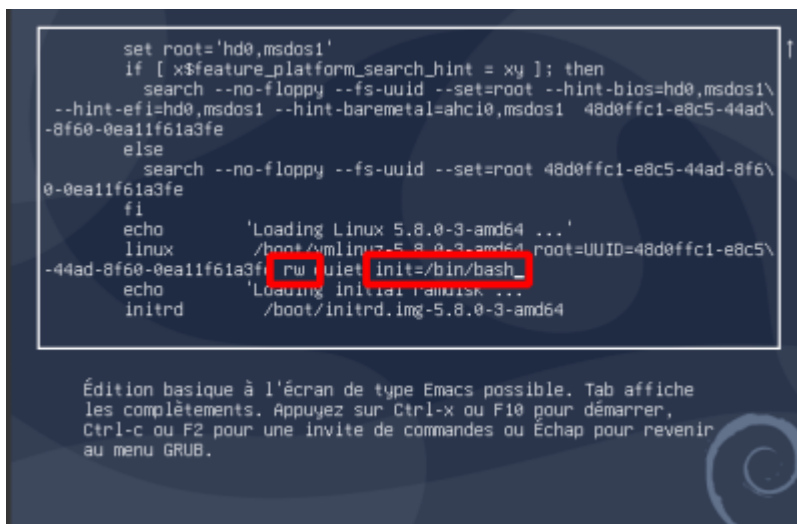 set root='hd0,msdos1'
if [ x$feature_platform_search_hint = xy ]; then
search --no-floppy --fs-uuid --set=root --hint-bios=hd0,msdos1\
--hint-efi=hd0,msdos1 --hint-baremetal=ahci0,msdos1  48d0ffc1-e8c5-44ad\
-8f60-0ea11f61a3fe
else
search --no-floppy --fs-uuid --set=root 48d0ffc1-e8c5-44ad-8f6\
0-0ea11f61a3fe
fi
echo 'Loading Linux 5.8.0-3-amd64 ...'
linux /boot/vmlinuz-5.8.0-3-amd64 root=UUID=48d0ffc1-e8c5\
-44ad-8f60-0ea11f61a3fe rw quiet init=/bin/bash_
echo 'Loading initial ramdisk ...'
initrd /boot/initrd.img-5.8.0-3-amd64
Édition basique à l'écran de type Emacs possible. Tab affiche
les complètements. Appuyez sur Ctrl-x ou F10 pour démarrer,
Ctrl-c ou F2 pour une invite de commandes ou Échap pour revenir
au menu GRUB.